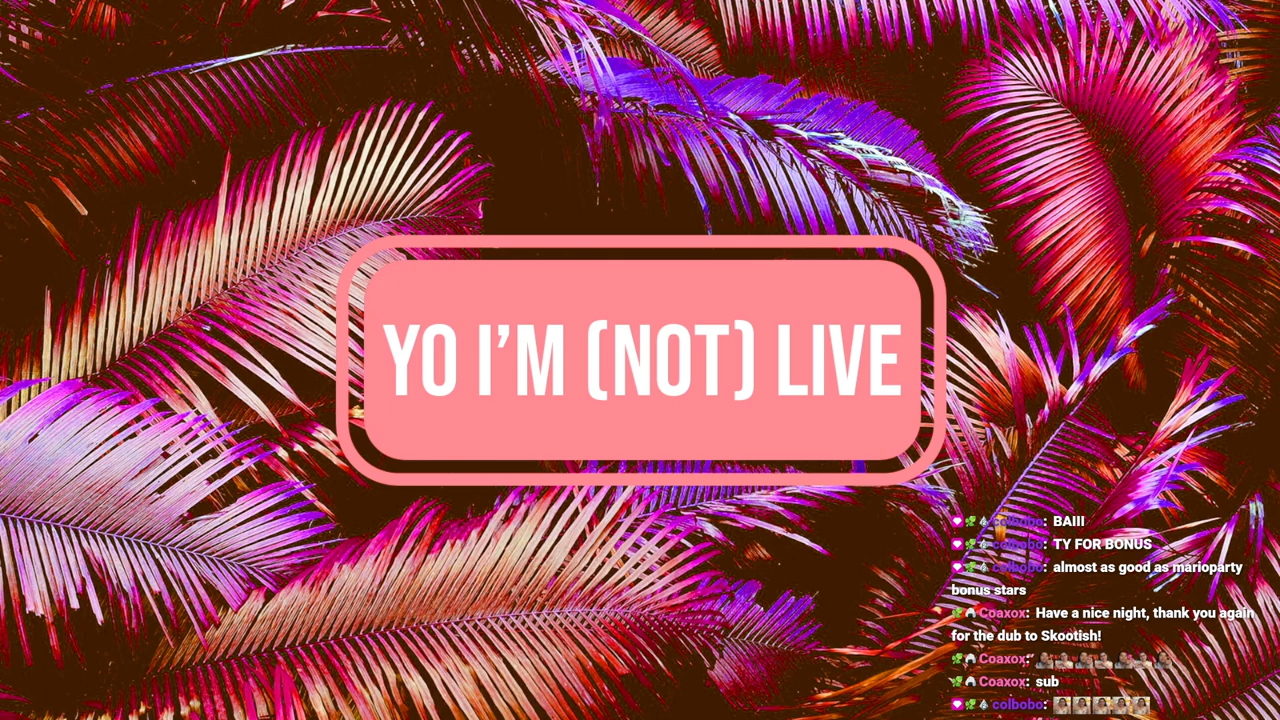 YO I’M (NOT) LIVE
colbobo: BAIII
colbobo: TY FOR BONUS
colbobo: almost as good as marioparty
bonus stars
Coaxox: Have a nice night, thank you again
for the dub to Skootish!
Coaxox:
Coaxox: sub
colbobo: